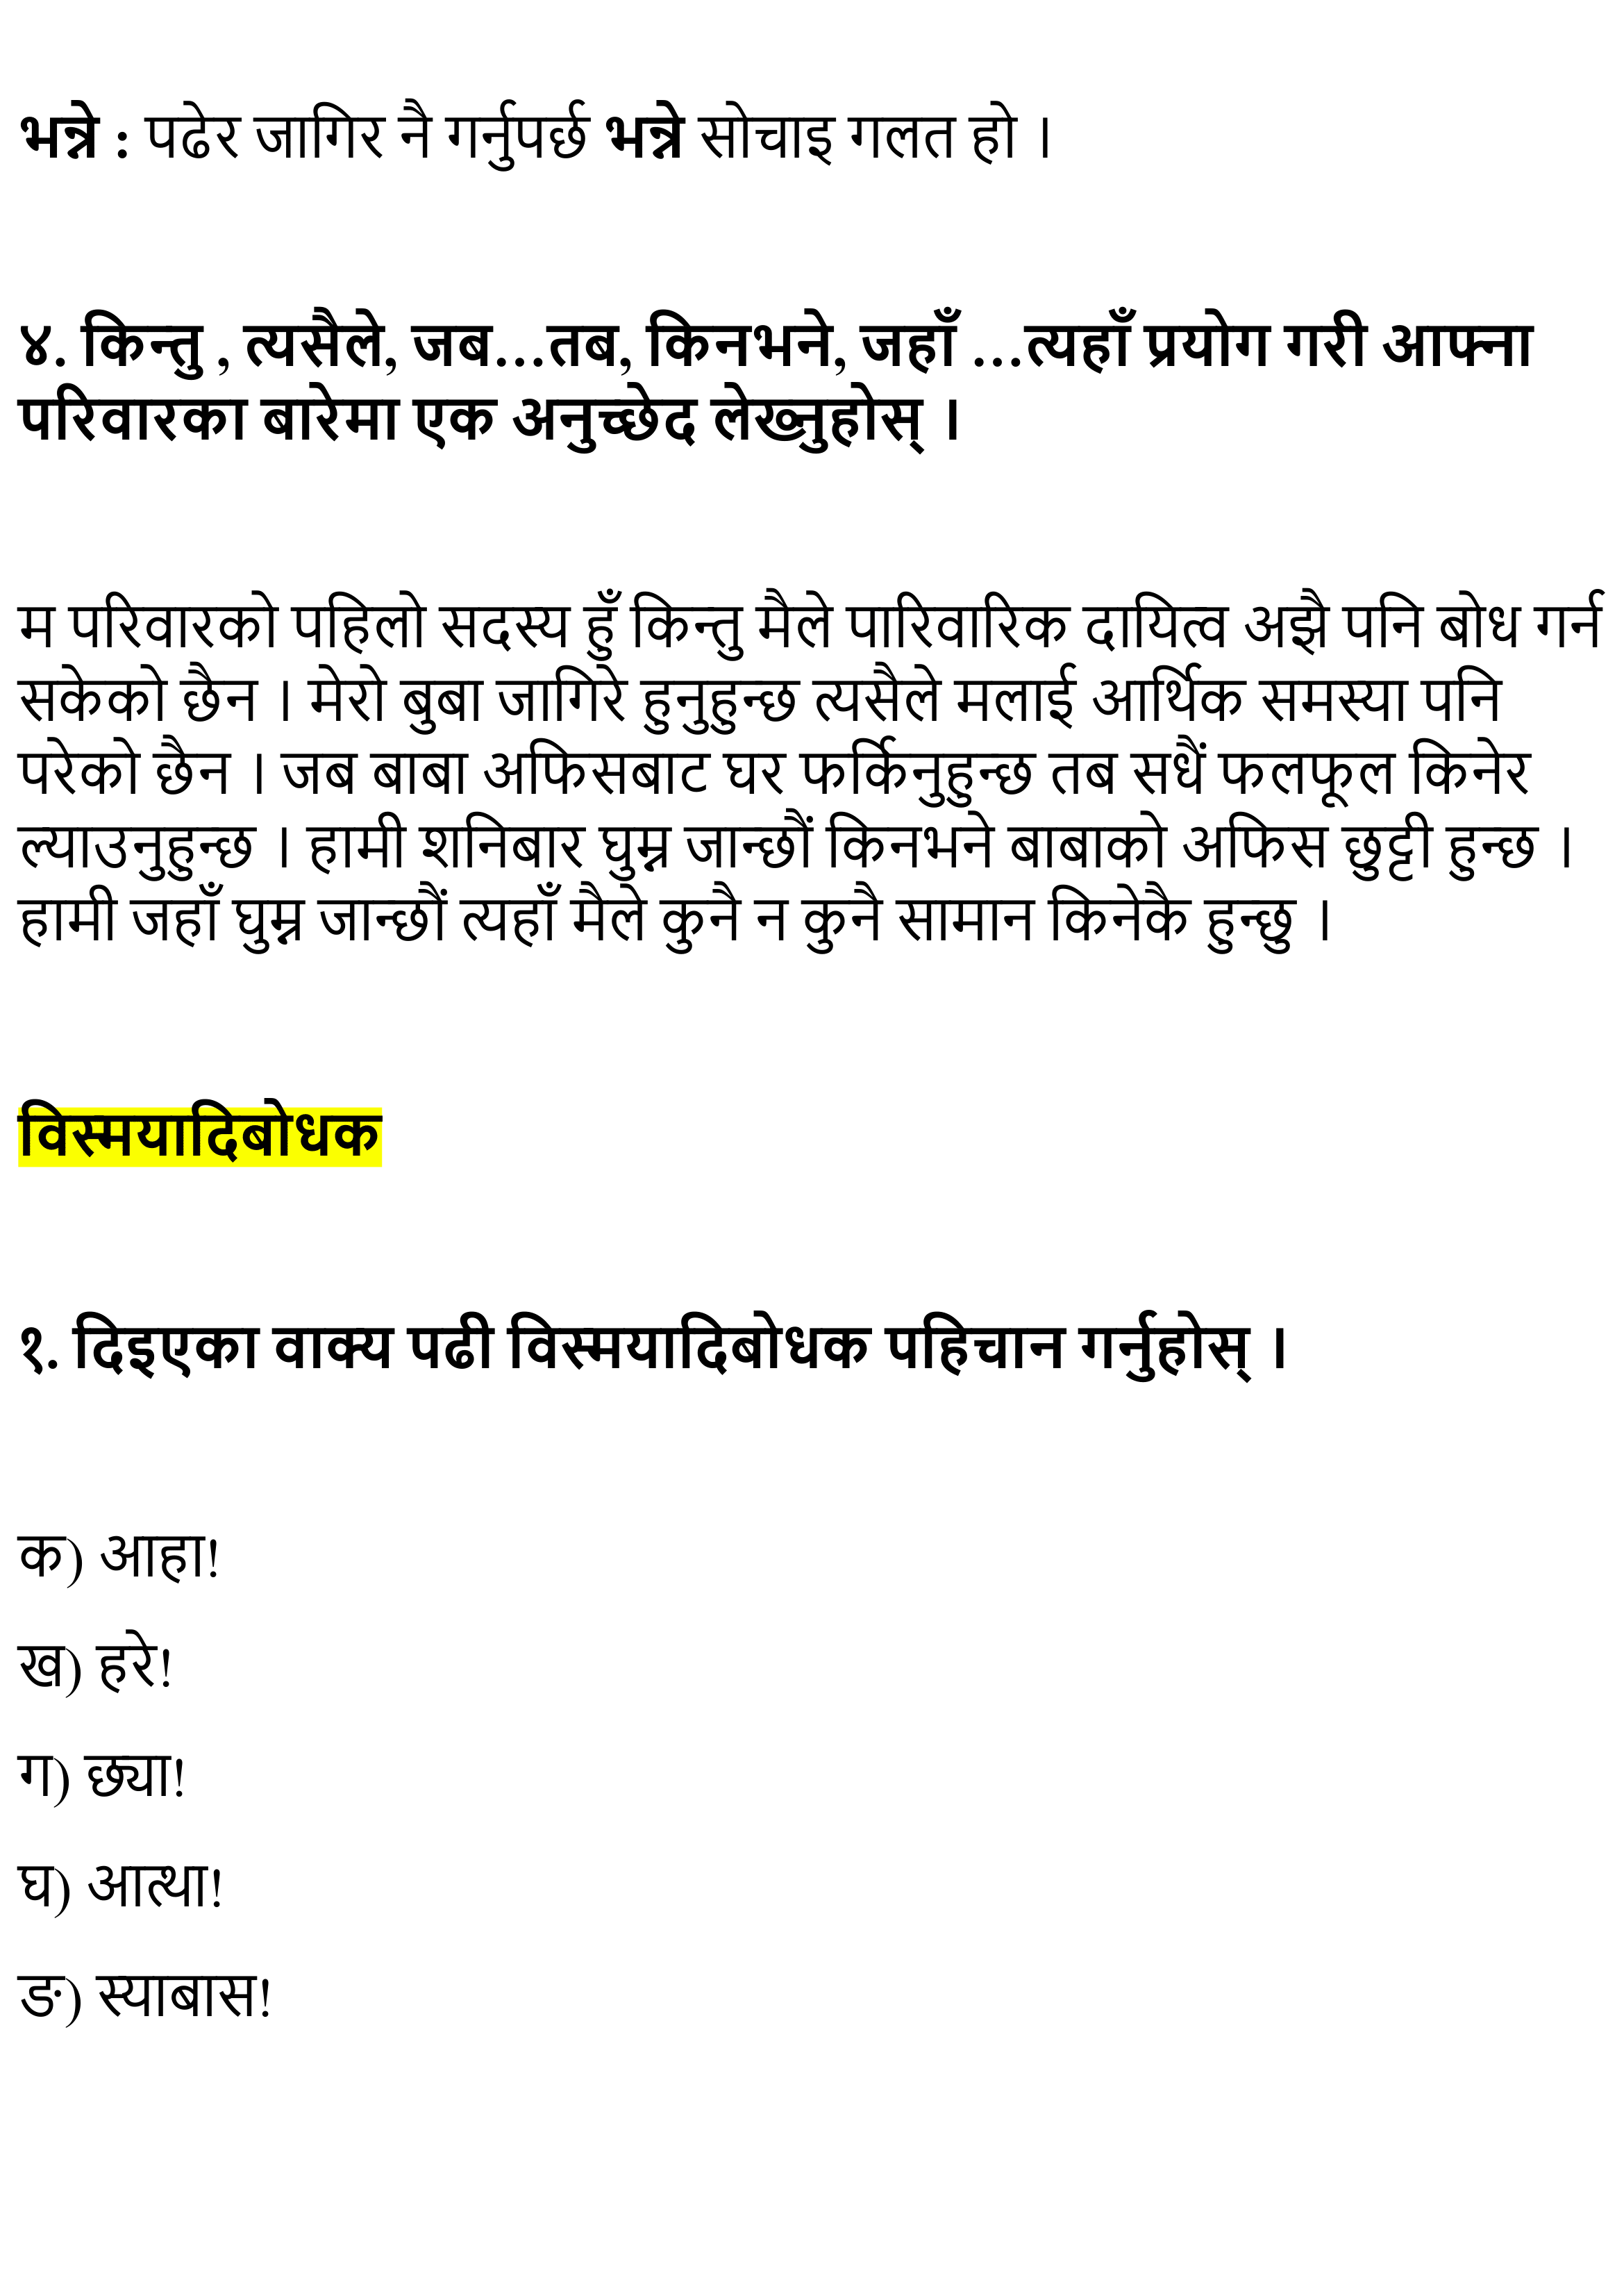 भन्ने : पढेर जागिर नै गर्नुपर्छ भन्ने सोचाइ गलत हो ।
४. किन्तु , त्यसैले, जब...तब, किनभने, जहाँ ...त्यहाँ प्रयोग गरी आफ्ना
परिवारका बारेमा एक अनुच्छेद लेख्नुहोस् ।
म परिवारको पहिलो सदस्य हुँ किन्तु मैले पारिवारिक दायित्व अझै पनि बोध गर्न
सकेको छैन । मेरो बुबा जागिरे हुनुहुन्छ त्यसैले मलाई आर्थिक समस्या पनि
परेको छैन । जब बाबा अफिसबाट घर फर्किनुहुन्छ तब सधैं फलफूल किनेर
ल्याउनुहुन्छ । हामी शनिबार घुम्न जान्छौं किनभने बाबाको अफिस छुट्टी हुन्छ ।
हामी जहाँ घुम्न जान्छौं त्यहाँ मैले कुनै न कुनै सामान किनेकै हुन्छु ।
विस्मयादिबोधक
१. दिइएका वाक्य पढी विस्मयादिबोधक पहिचान गर्नुहोस् ।
क) आहा!
ख) हरे!
ग) छ्या!
घ) आत्था!
ङ) स्याबास!